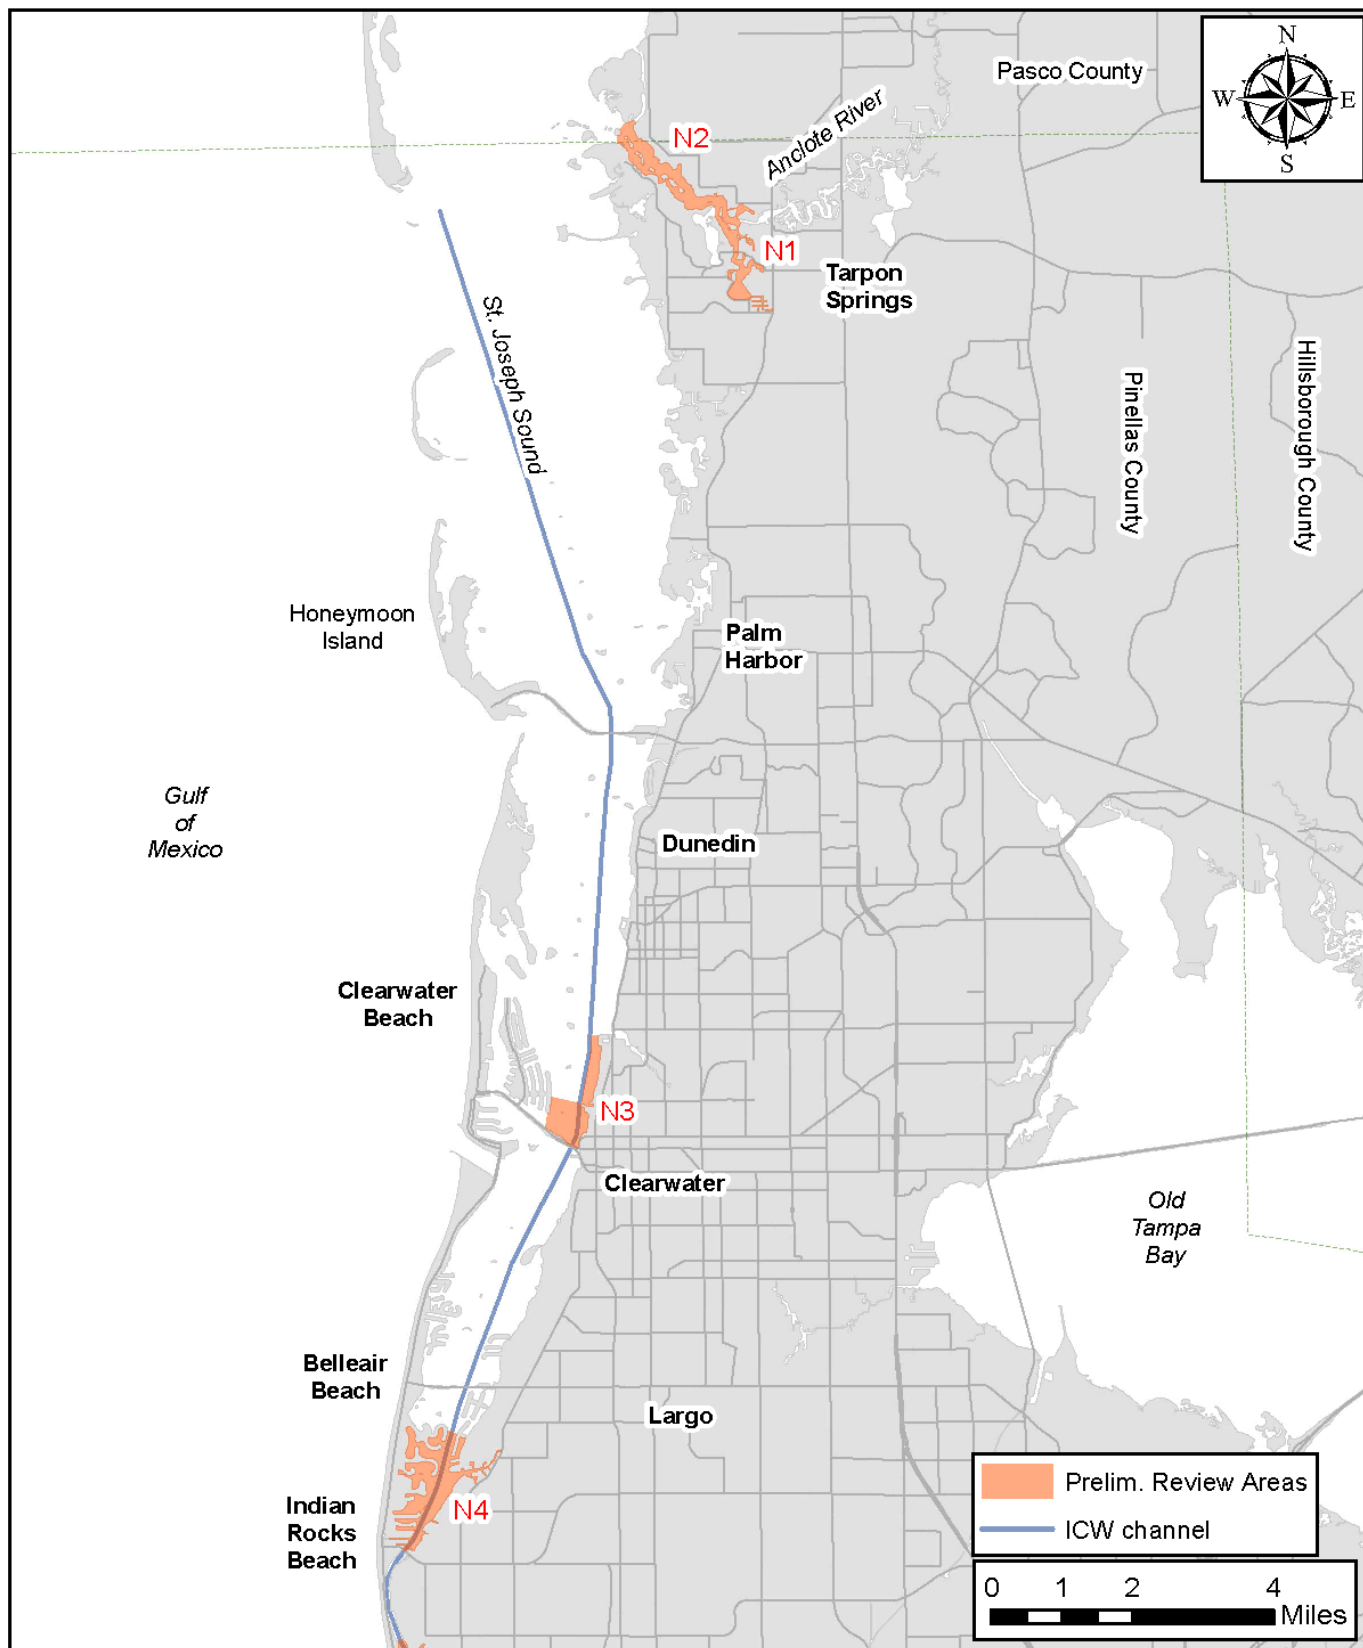 N
W E
S
Pasco County
N2
Anclote River
N1
Tarpon
Springs
St. Joseph Sound
Hillsborough County
Pinellas County
Honeymoon
Island
Palm
Harbor
Gulf
of
Mexico
Dunedin
Clearwater
Beach
N3
Clearwater
Old
Tampa
Bay
Belleair
Beach
Largo
Indian
Rocks
Beach
N4
Prelim. Review Areas
ICW channel
0 1 2 4
Miles